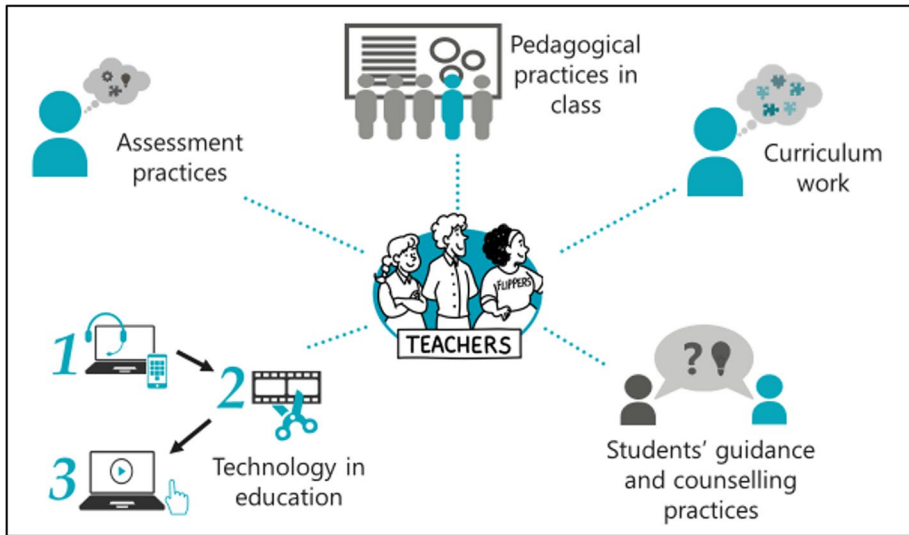 Pedagogical
practices in
class
Assessment
practices
Curriculum
work
FLIPPERS
TEACHERS
1
2
3
Technology in
education
?
Students' guidance
and counselling
practices